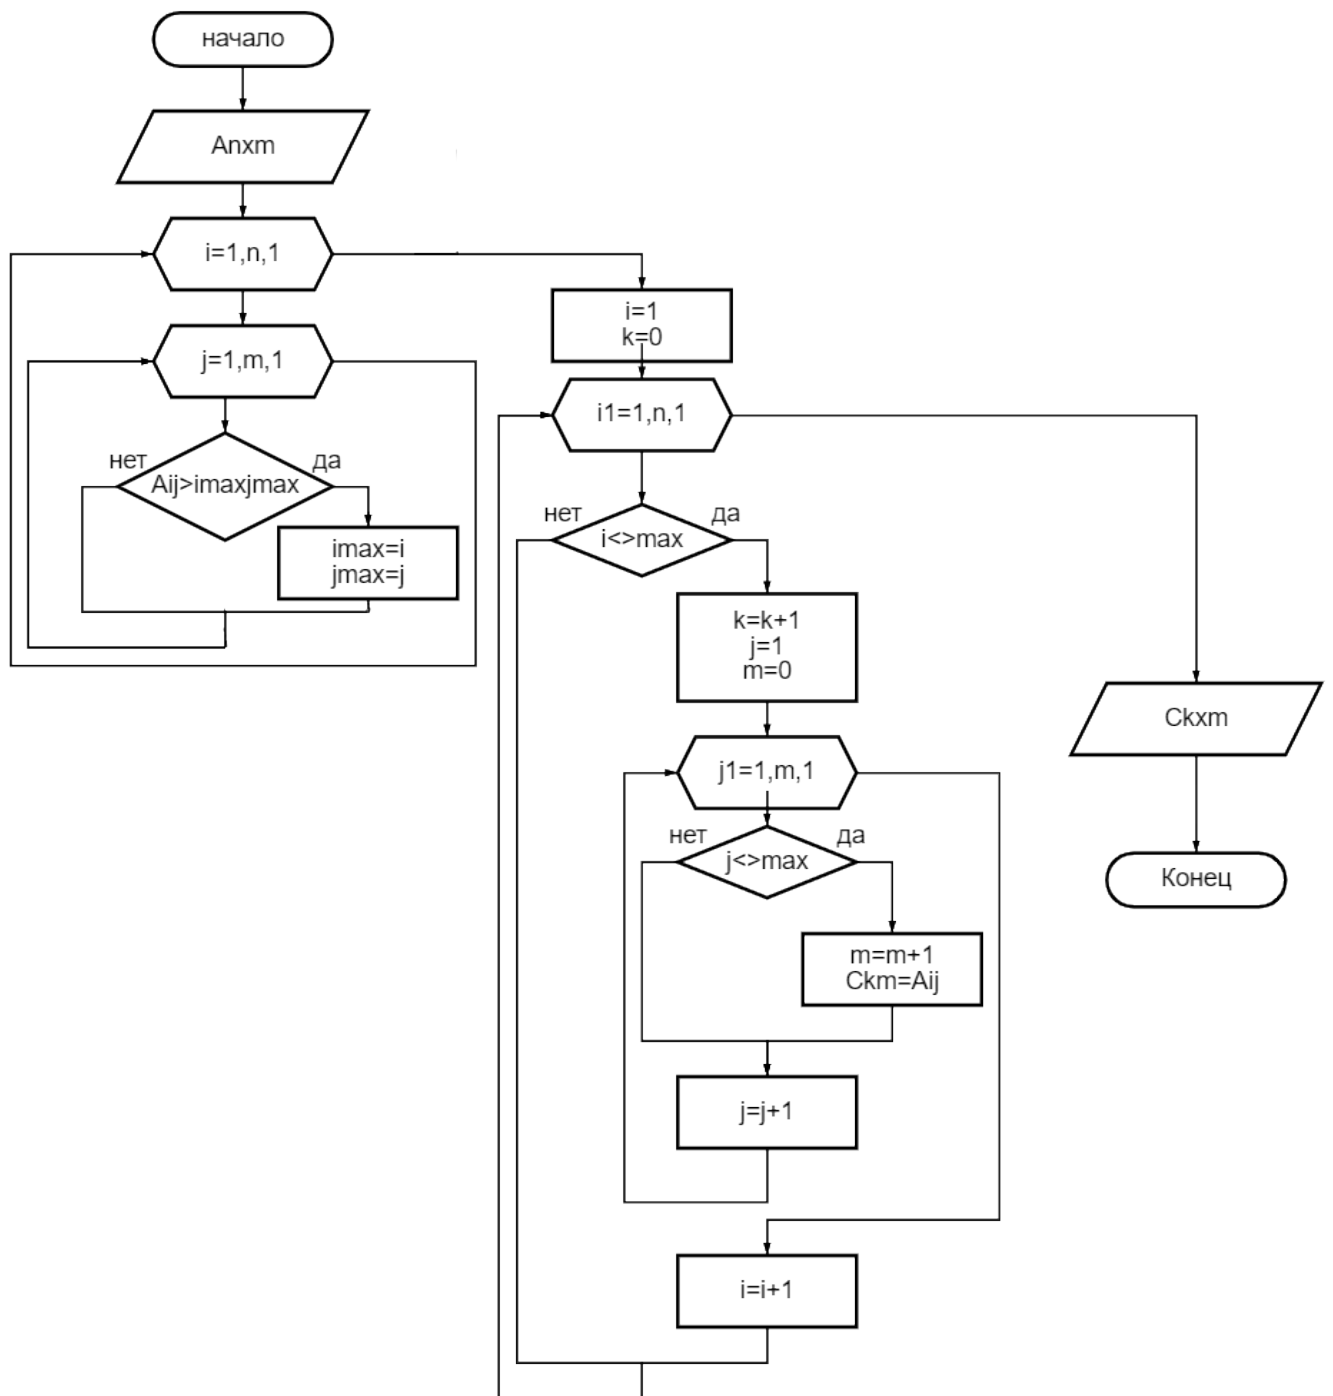 начало
Anxm
i=1,n,1
j=1,m,1
нет
да
Aij>imaxjmax
imax=i
jmax=j
i=1
k=0
i1=1,n,1
нет
да
i<>max
k=k+1
j=1
m=0
j1=1,m,1
нет
да
j<>max
m=m+1
Ckm=Aij
j=j+1
i=i+1
Ckxm
Конец